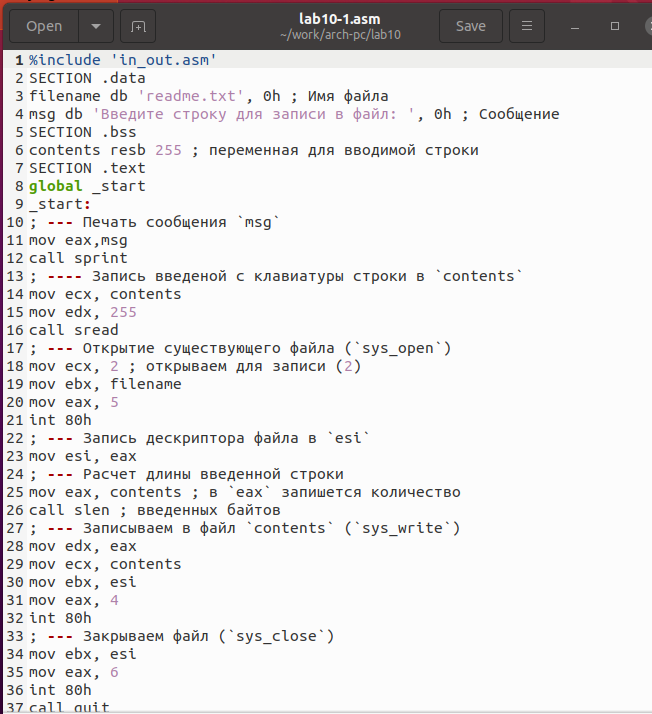 Open
lab10-1.asm
~/work/arch-pc/lab10
Save
1 %include 'in_out.asm'
2 SECTION .data
3 filename db 'readme.txt', 0h ; Имя файла
4 msg db 'Введите строку для записи в файл: ', 0h ; Сообщение
5 SECTION .bss
6 contents resb 255 ; переменная для вводимой строки
7 SECTION .text
8 global _start
9 _start:
10 ; --- Печать сообщения `msg`
11 mov eax,msg
12 call sprint
13 ; ---- Запись введеной с клавиатуры строки в `contents`
14 mov ecx, contents
15 mov edx, 255
16 call sread
17 ; --- Открытие существующего файла (`sys_open`)
18 mov ecx, 2 ; открываем для записи (2)
19 mov ebx, filename
20 mov eax, 5
21 int 80h
22 ; --- Запись дескриптора файла в `esi`
23 mov esi, eax
24 ; --- Расчет длины введенной строки
25 mov eax, contents ; в `eax` запишется количество
26 call slen ; введенных байтов
27 ; --- Записываем в файл `contents` (`sys_write`)
28 mov edx, eax
29 mov ecx, contents
30 mov ebx, esi
31 mov eax, 4
32 int 80h
33 ; --- Закрываем файл (`sys_close`)
34 mov ebx, esi
35 mov eax, 6
36 int 80h
37 call quit